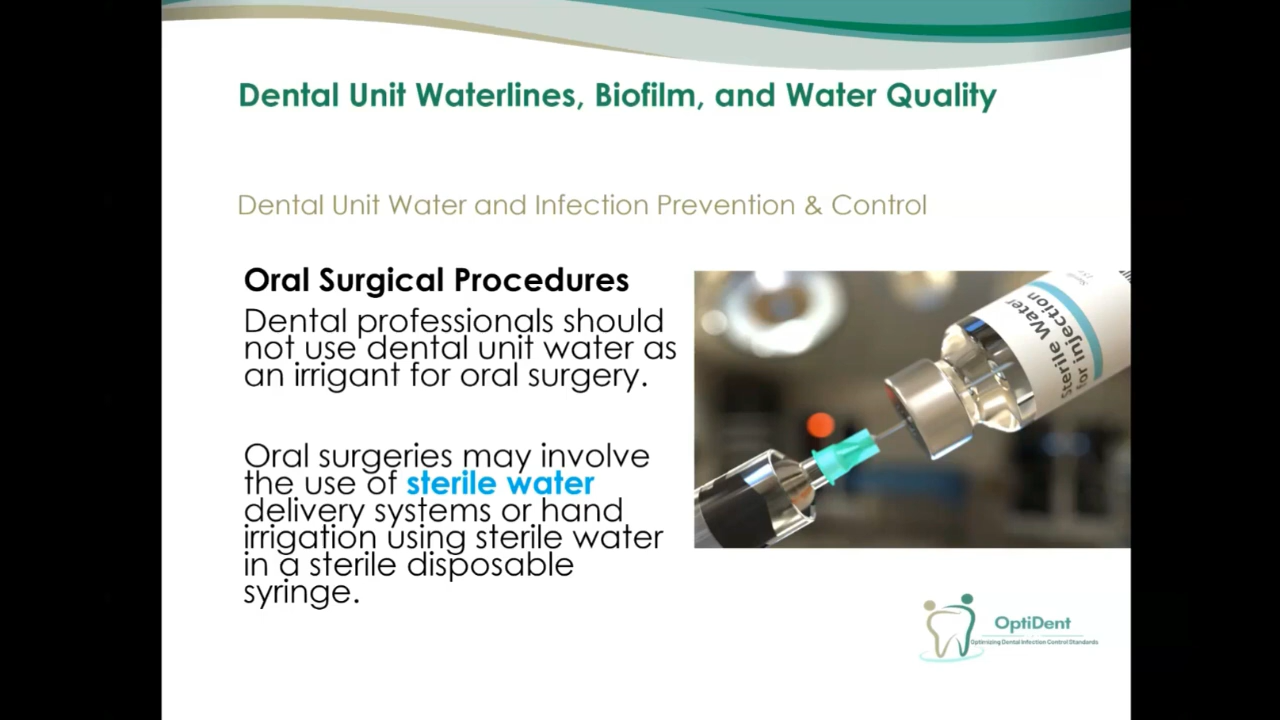 Dental Unit Waterlines, Biofilm, and Water Quality
Dental Unit Water and Infection Prevention & Control
Oral Surgical Procedures
Dental professionals should
not use dental unit water as
an irrigant for oral surgery.
Oral surgeries may involve
the use of sterile water
delivery systems or hand
irrigation using sterile water
in a sterile disposable
syringe.
Sterile Water
for injection
OptiDent
Optimizing Dental Infection Control Standards